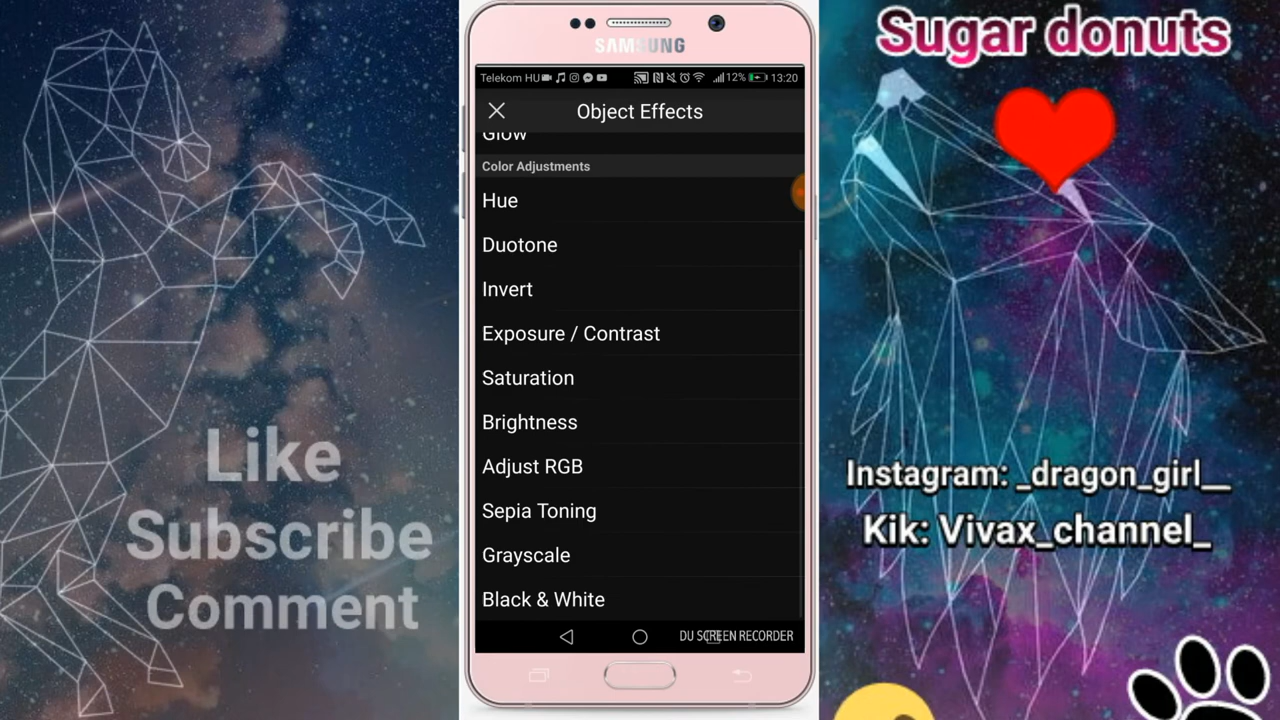 Like
Subscribe
Comment
SAMSUNG
Telekom HU 12% 13:20
Object Effects
Glow
Color Adjustments
Hue
Duotone
Invert
Exposure / Contrast
Saturation
Brightness
Adjust RGB
Sepia Toning
Grayscale
Black & White
DU SCREEN RECORDER
Sugar donuts
Instagram: _dragon_girl__
Kik: Vivax_channel_